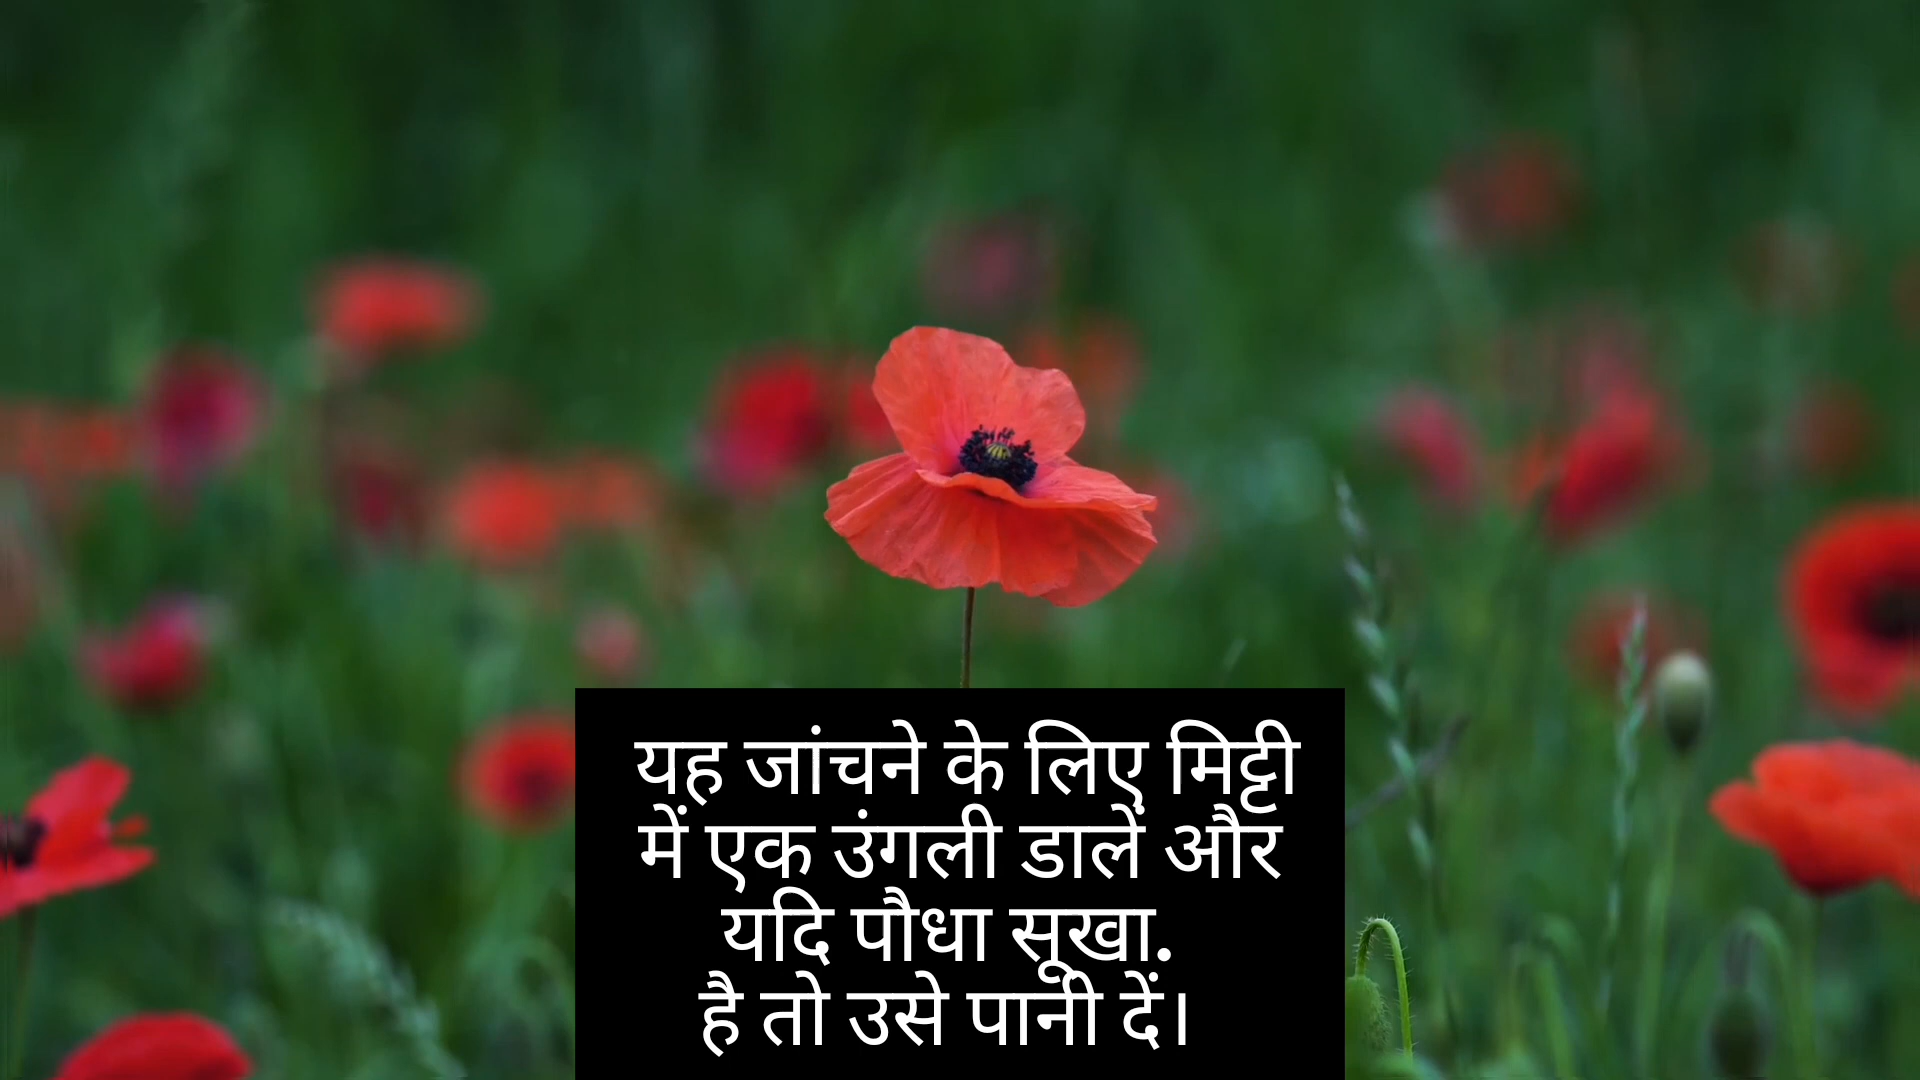 यह जांचने के लिए मिट्टी
में एक उंगली डालें और
यदि पौधा सूखा.
है तो उसे पानी दें।